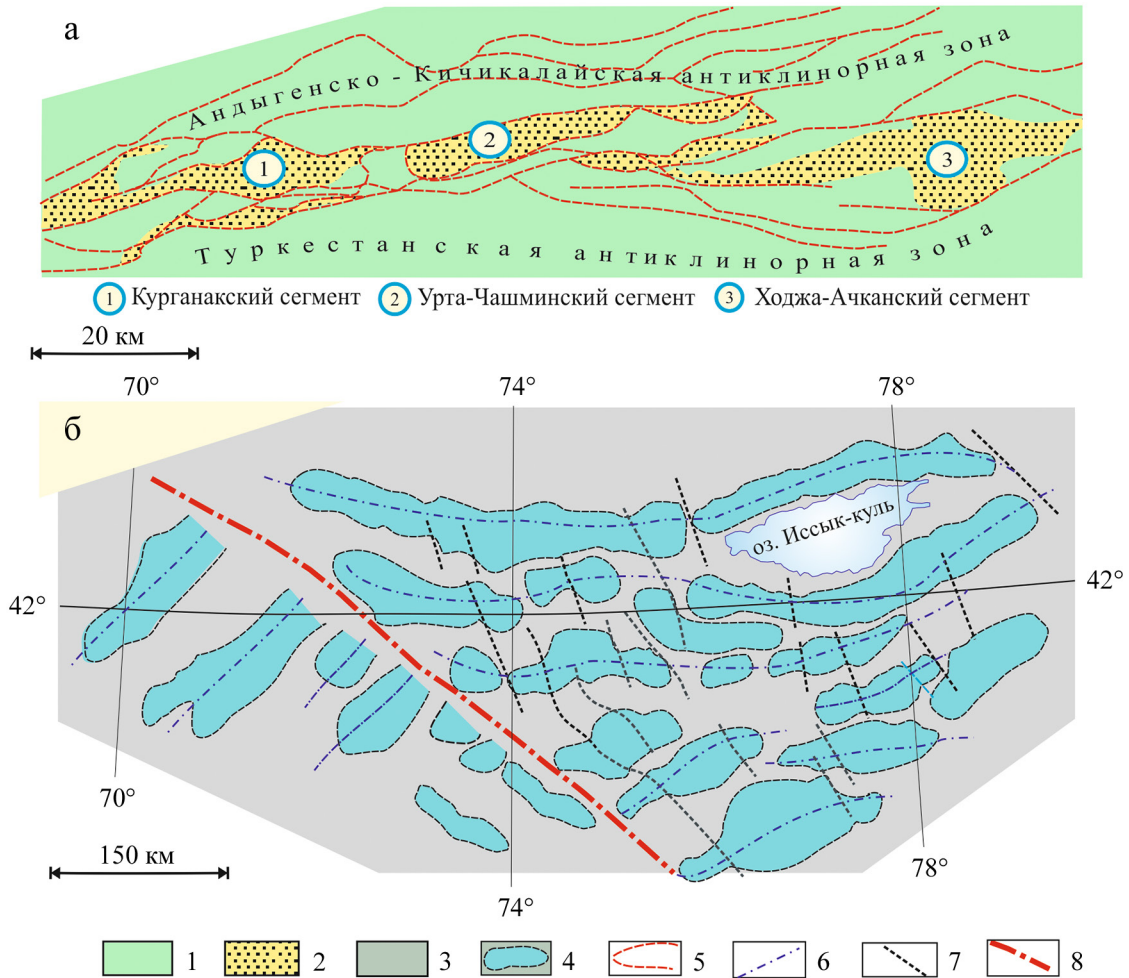 а
Андыгенско - Кичикалайская антиклинорная зона
1
2
3
Туркестанская антиклинорная зона
1 Курганакский сегмент 2 Урта-Чашминский сегмент 3 Ходжа-Ачканский сегмент
20 км
70° 74° 78°
б
оз. Иссык-куль
42° 42°
70°
150 км
78°
74°
1 2 3 4 5 6 7 8